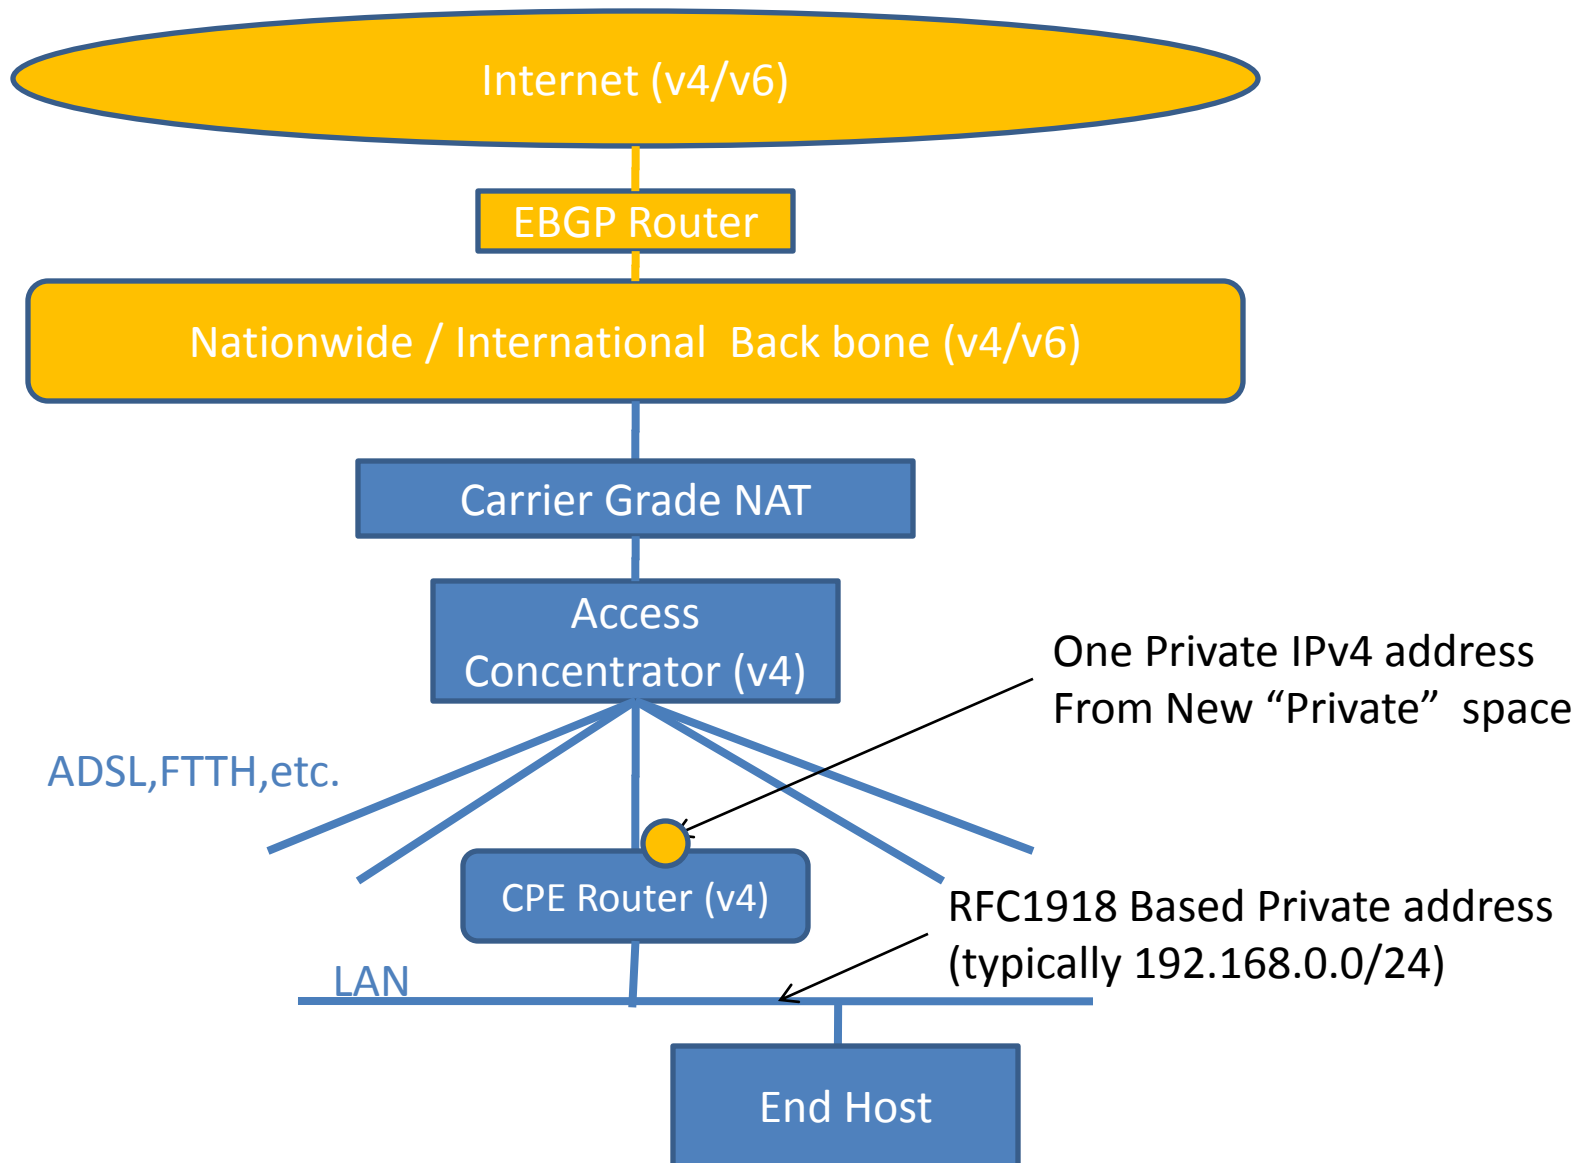 Internet (v4/v6)
EBGP Router
Nationwide / International  Back bone (v4/v6)
Carrier Grade NAT
Access
Concentrator (v4)
One Private IPv4 address
From New “Private”  space
ADSL,FTTH,etc.
CPE Router (v4)
RFC1918 Based Private address
(typically 192.168.0.0/24)
LAN
End Host